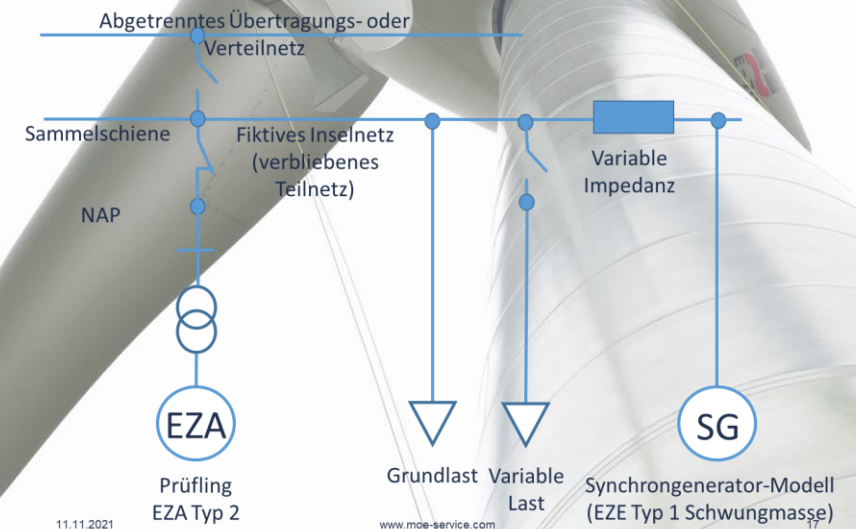 Abgetrenntes Übertragungs- oder
Verteilnetz
Sammelschiene
Fiktives Inselnetz
(verbliebenes
Teilnetz)
Variable
Impedanz
NAP
EZA
SG
Prüfling
EZA Typ 2
Grundlast
Variable
Last
Synchrongenerator-Modell
(EZE Typ 1 Schwungmasse)
11.11.2021
www.moe-service.com
17